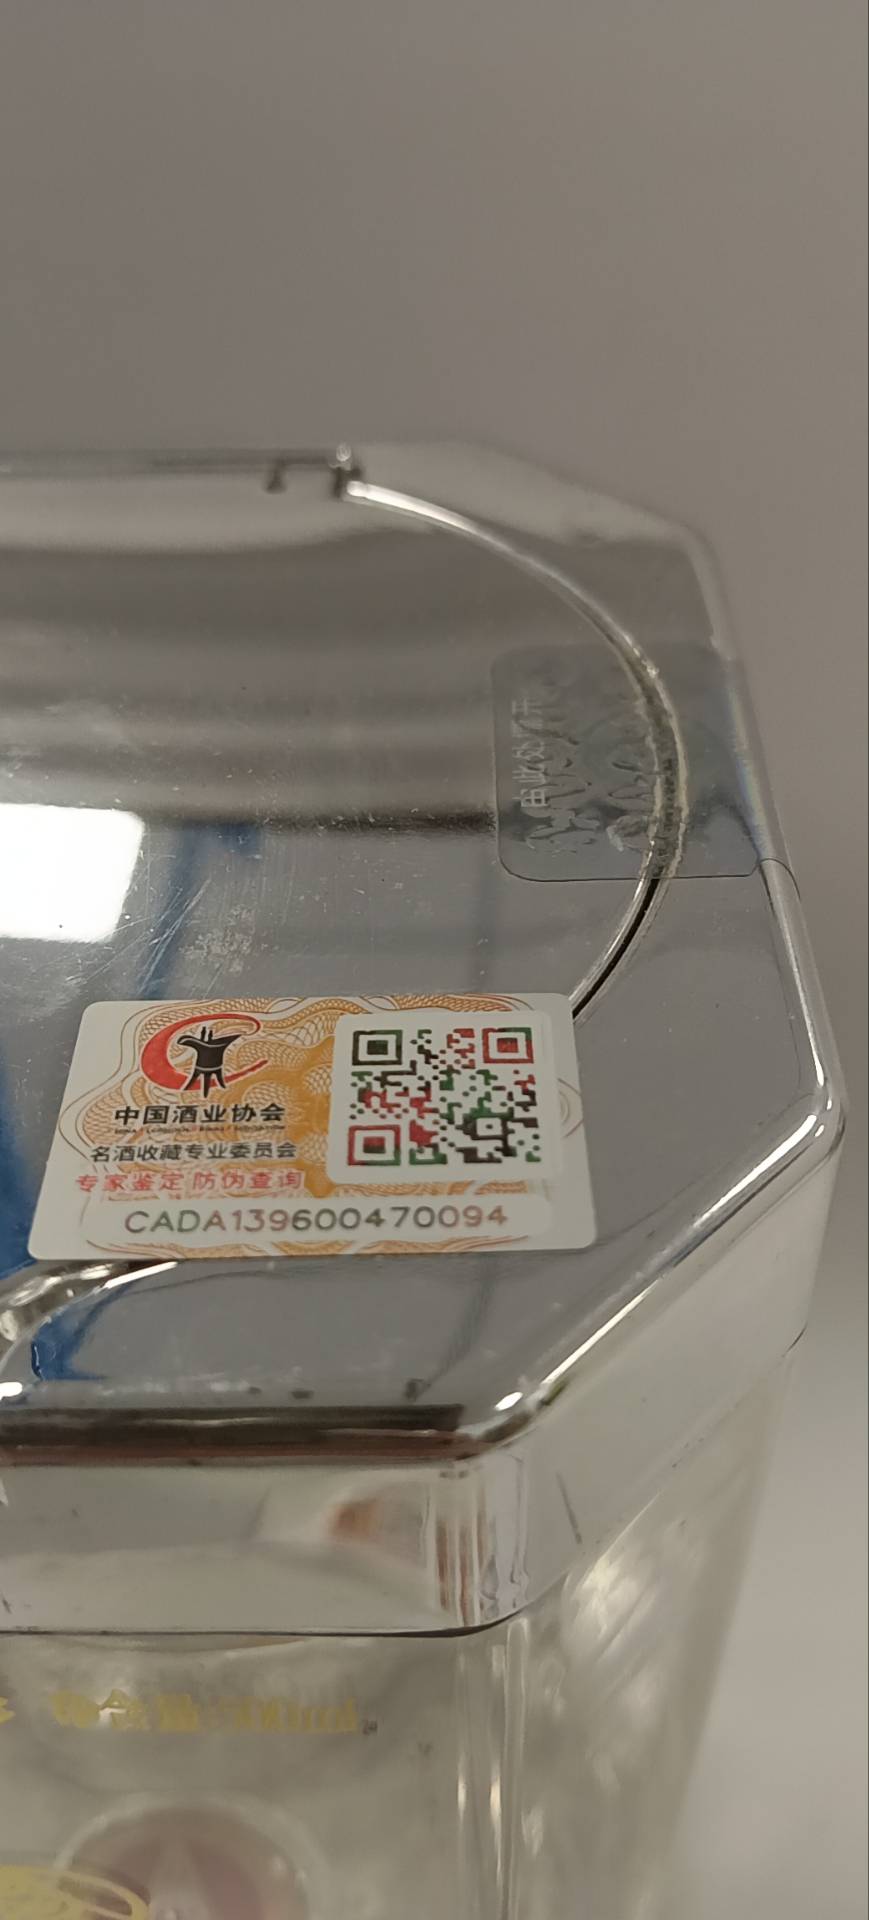 由此处撕开
中国酒业协会
名酒收藏专业委员会
专家鉴定 防伪查询
CADA139600470094